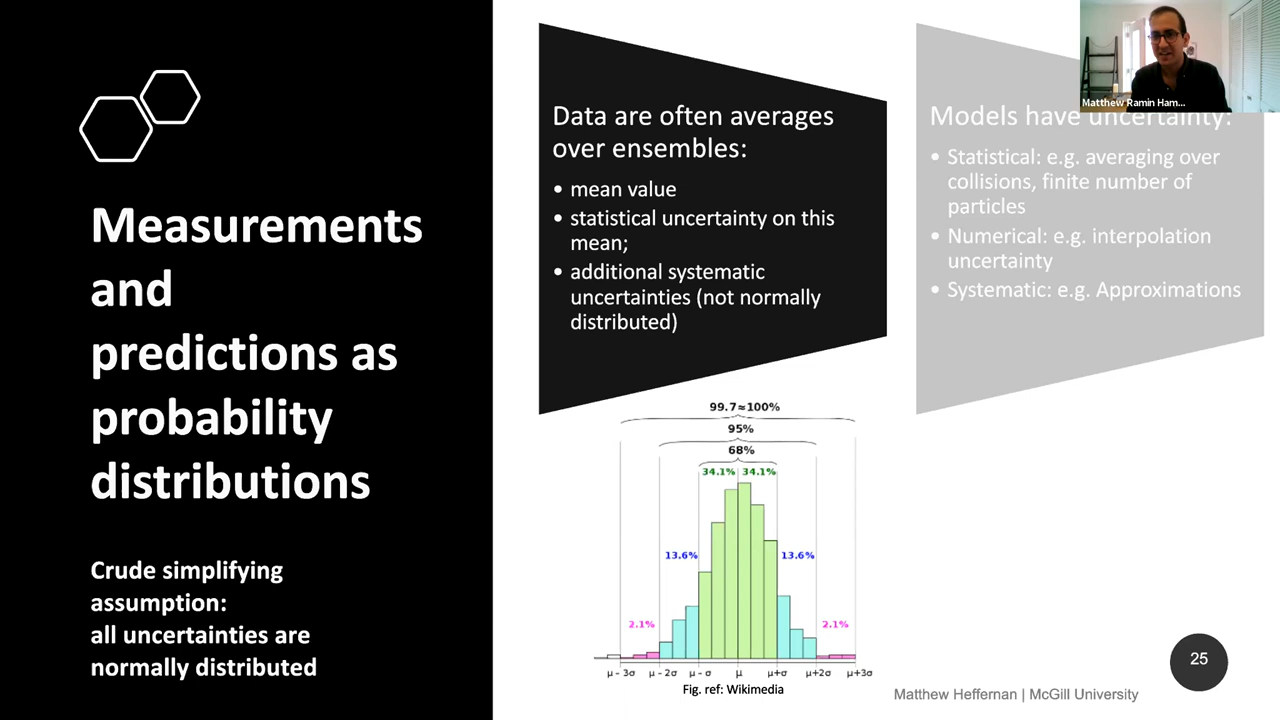 Measurements
and
predictions as
probability
distributions
Crude simplifying
assumption:
all uncertainties are
normally distributed
Data are often averages
over ensembles:
• mean value
• statistical uncertainty on this
mean;
• additional systematic
uncertainties (not normally
distributed)
Models have uncertainty:
• Statistical: e.g. averaging over
collisions, finite number of
particles
• Numerical: e.g. interpolation
uncertainty
• Systematic: e.g. Approximations
Matthew Ramin Ham...
99.7≈100%
95%
68%
34.1% 34.1%
13.6% 13.6%
2.1% 2.1%
μ − 3σ μ − 2σ μ − σ μ μ+σ μ+2σ μ+3σ
Fig. ref: Wikimedia
Matthew Heffernan | McGill University
25